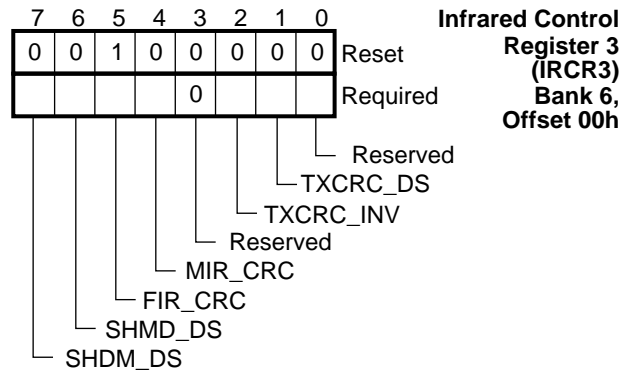 7 6 5 4 3 2 1 0
Infrared Control
Register 3
(IRCR3)
Bank 6,
Offset 00h
0 0 1 0 0 0 0 0 Reset
0 Required
Reserved
TXCRC_DS
TXCRC_INV
Reserved
MIR_CRC
FIR_CRC
SHMD_DS
SHDM_DS